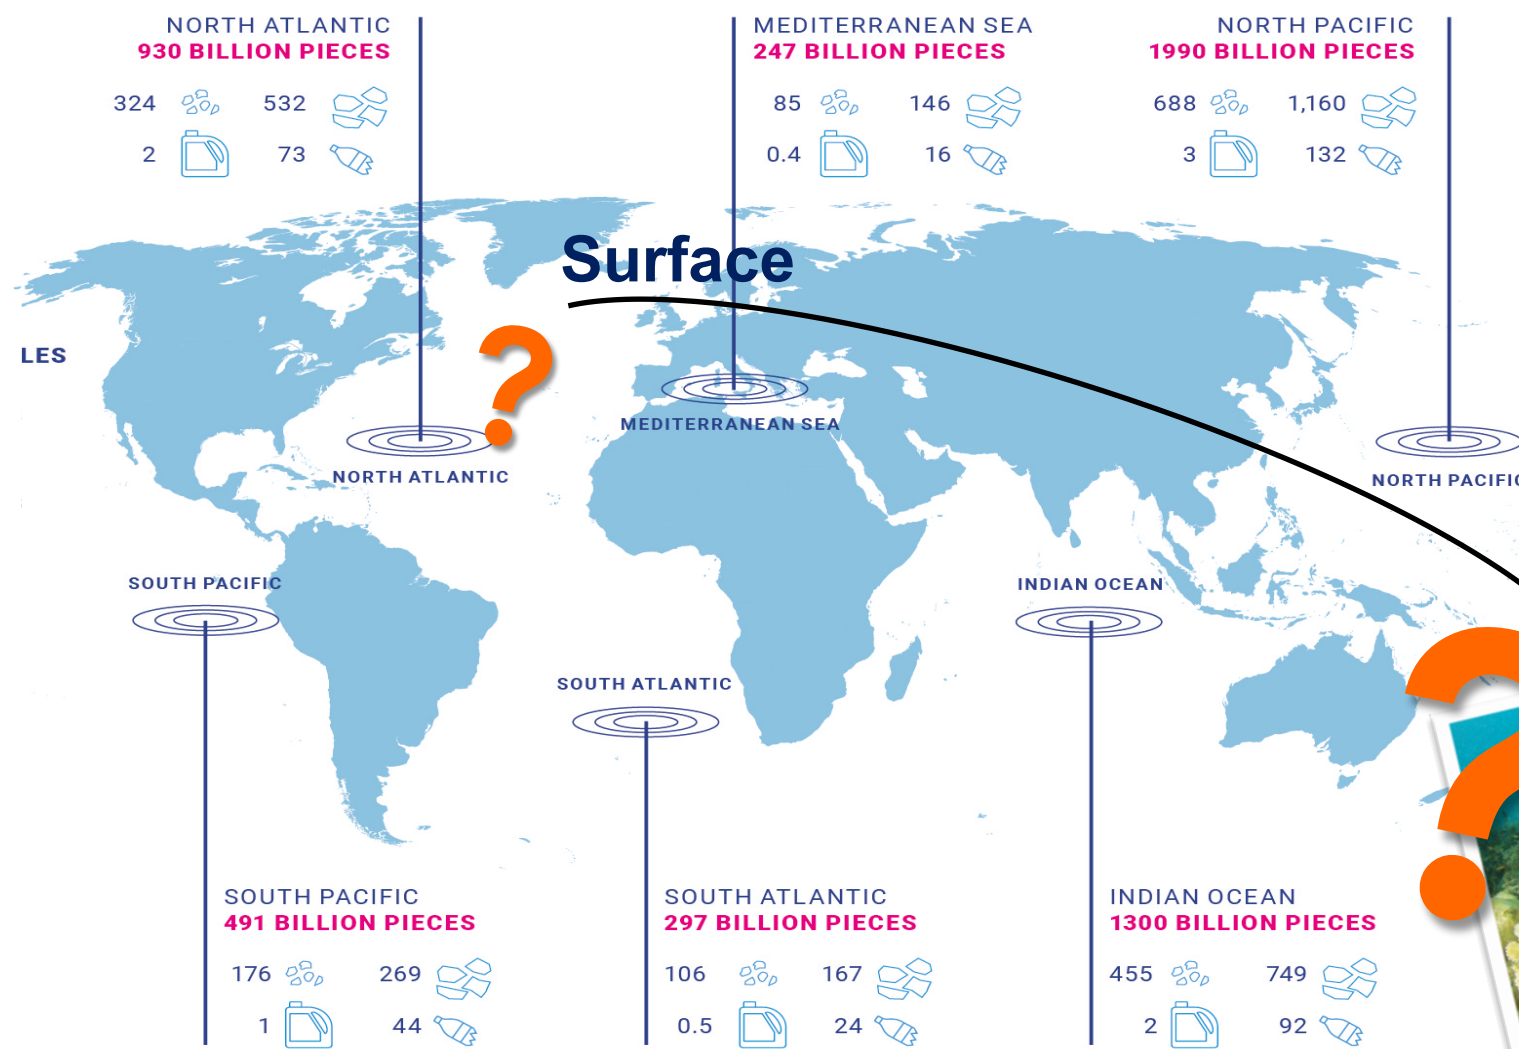 NORTH ATLANTIC
930 BILLION PIECES
324 532
2 73
MEDITERRANEAN SEA
247 BILLION PIECES
85 146
0.4 16
NORTH PACIFIC
1990 BILLION PIECES
688 1,160
3 132
Surface
LES
?
MEDITERRANEAN SEA
NORTH ATLANTIC
NORTH PACIFIC
SOUTH PACIFIC
INDIAN OCEAN
?
SOUTH ATLANTIC
SOUTH PACIFIC
491 BILLION PIECES
176 269
1 44
SOUTH ATLANTIC
297 BILLION PIECES
106 167
0.5 24
INDIAN OCEAN
1300 BILLION PIECES
455 749
2 92